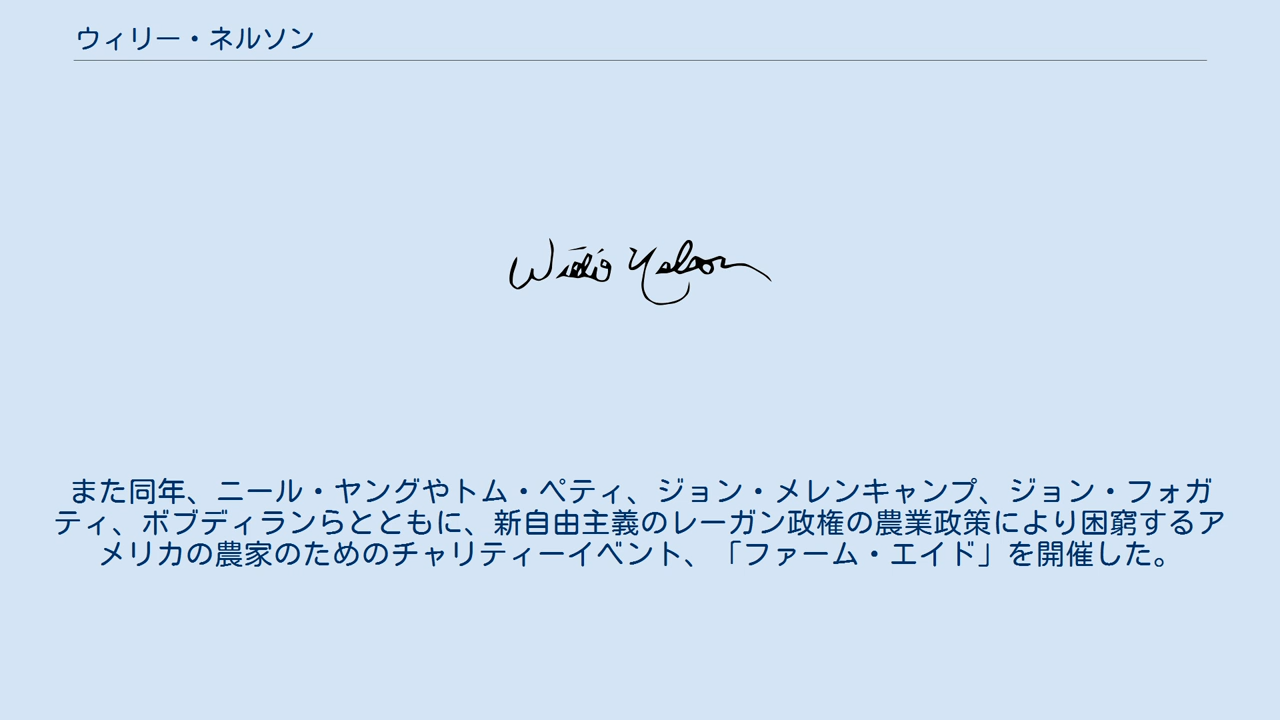 ウィリー・ネルソン
Willie Nelson
また同年、ニール・ヤングやトム・ペティ、ジョン・メレンキャンプ、ジョン・フォガ
ティ、ボブディランらとともに、新自由主義のレーガン政権の農業政策により困窮するア
メリカの農家のためのチャリティーイベント、「ファーム・エイド」を開催した。